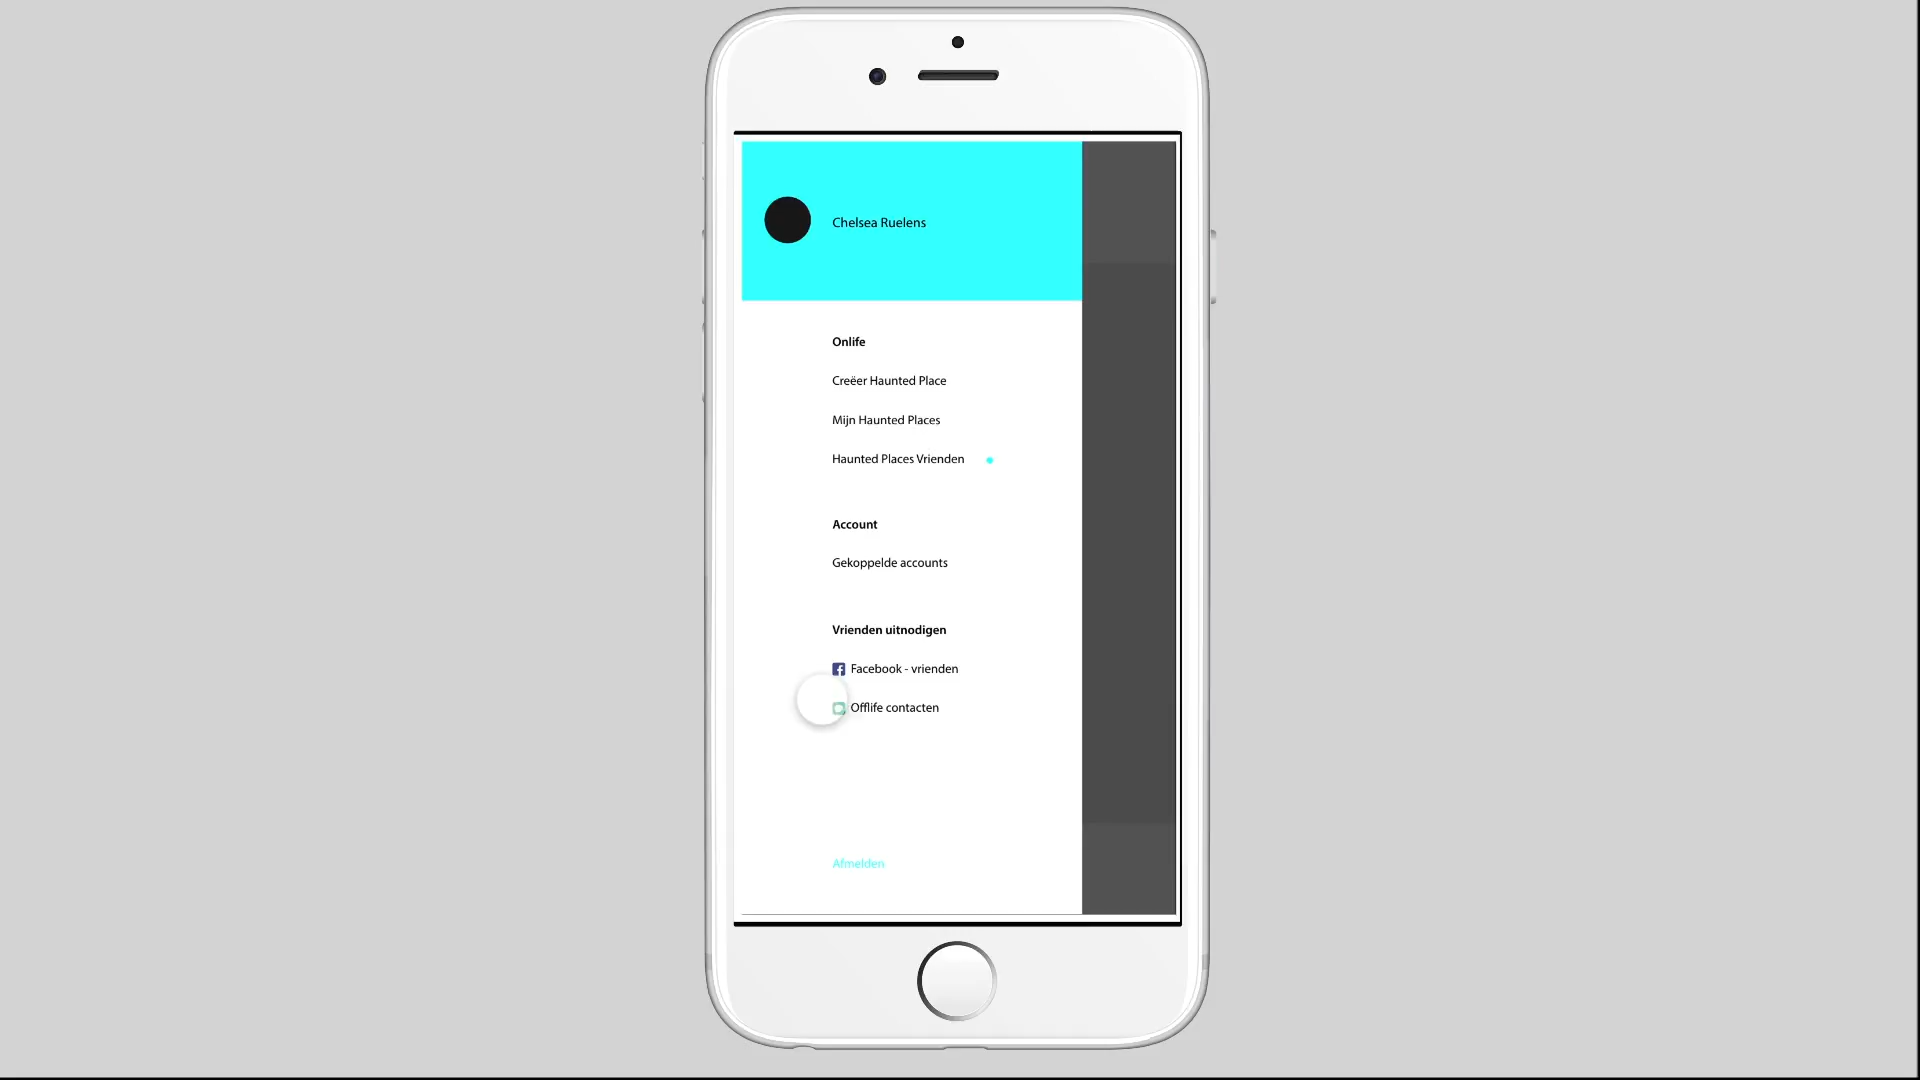 Chelsea Ruelens
Onlife
Creëer Haunted Place
Mijn Haunted Places
Haunted Places Vrienden
Account
Gekoppelde accounts
Vrienden uitnodigen
Facebook - vrienden
Offlife contacten
Afmelden